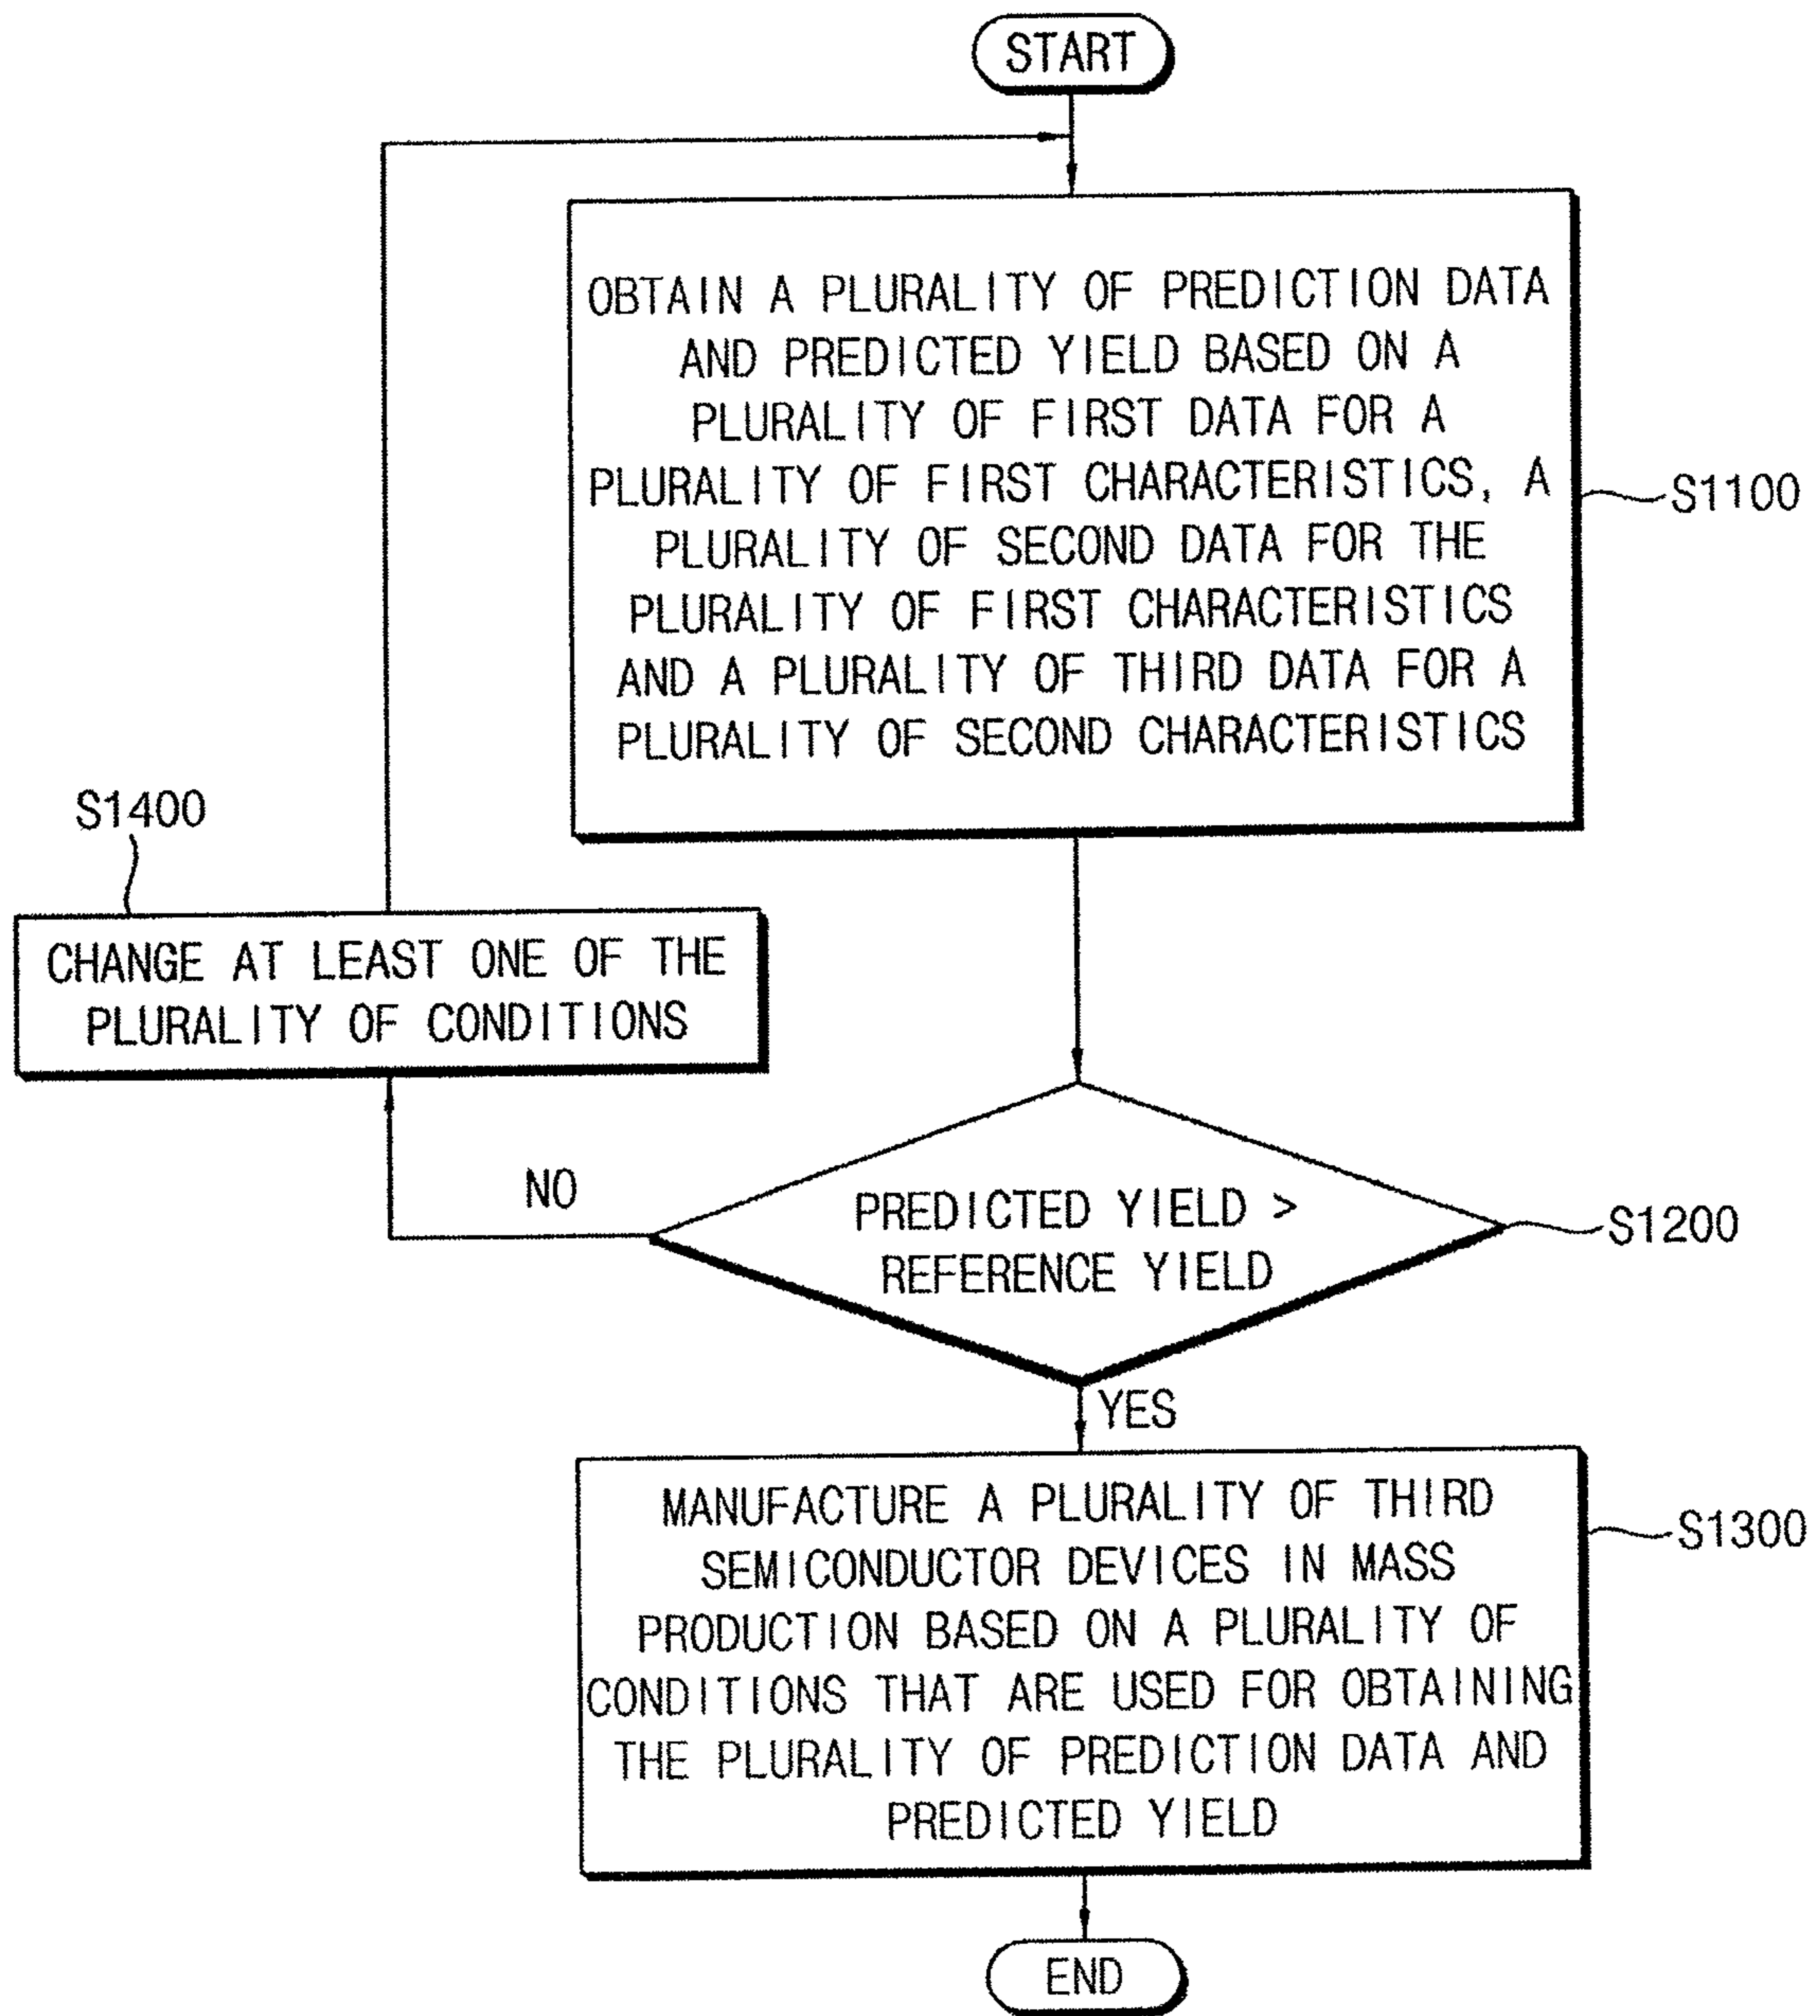 START
OBTAIN A PLURALITY OF PREDICTION DATA
AND PREDICTED YIELD BASED ON A
PLURALITY OF FIRST DATA FOR A
PLURALITY OF FIRST CHARACTERISTICS, A
PLURALITY OF SECOND DATA FOR THE
PLURALITY OF FIRST CHARACTERISTICS
AND A PLURALITY OF THIRD DATA FOR A
PLURALITY OF SECOND CHARACTERISTICS
S1100
S1400
CHANGE AT LEAST ONE OF THE
PLURALITY OF CONDITIONS
NO
PREDICTED YIELD >
REFERENCE YIELD
S1200
YES
MANUFACTURE A PLURALITY OF THIRD
SEMICONDUCTOR DEVICES IN MASS
PRODUCTION BASED ON A PLURALITY OF
CONDITIONS THAT ARE USED FOR OBTAINING
THE PLURALITY OF PREDICTION DATA AND
PREDICTED YIELD
S1300
END